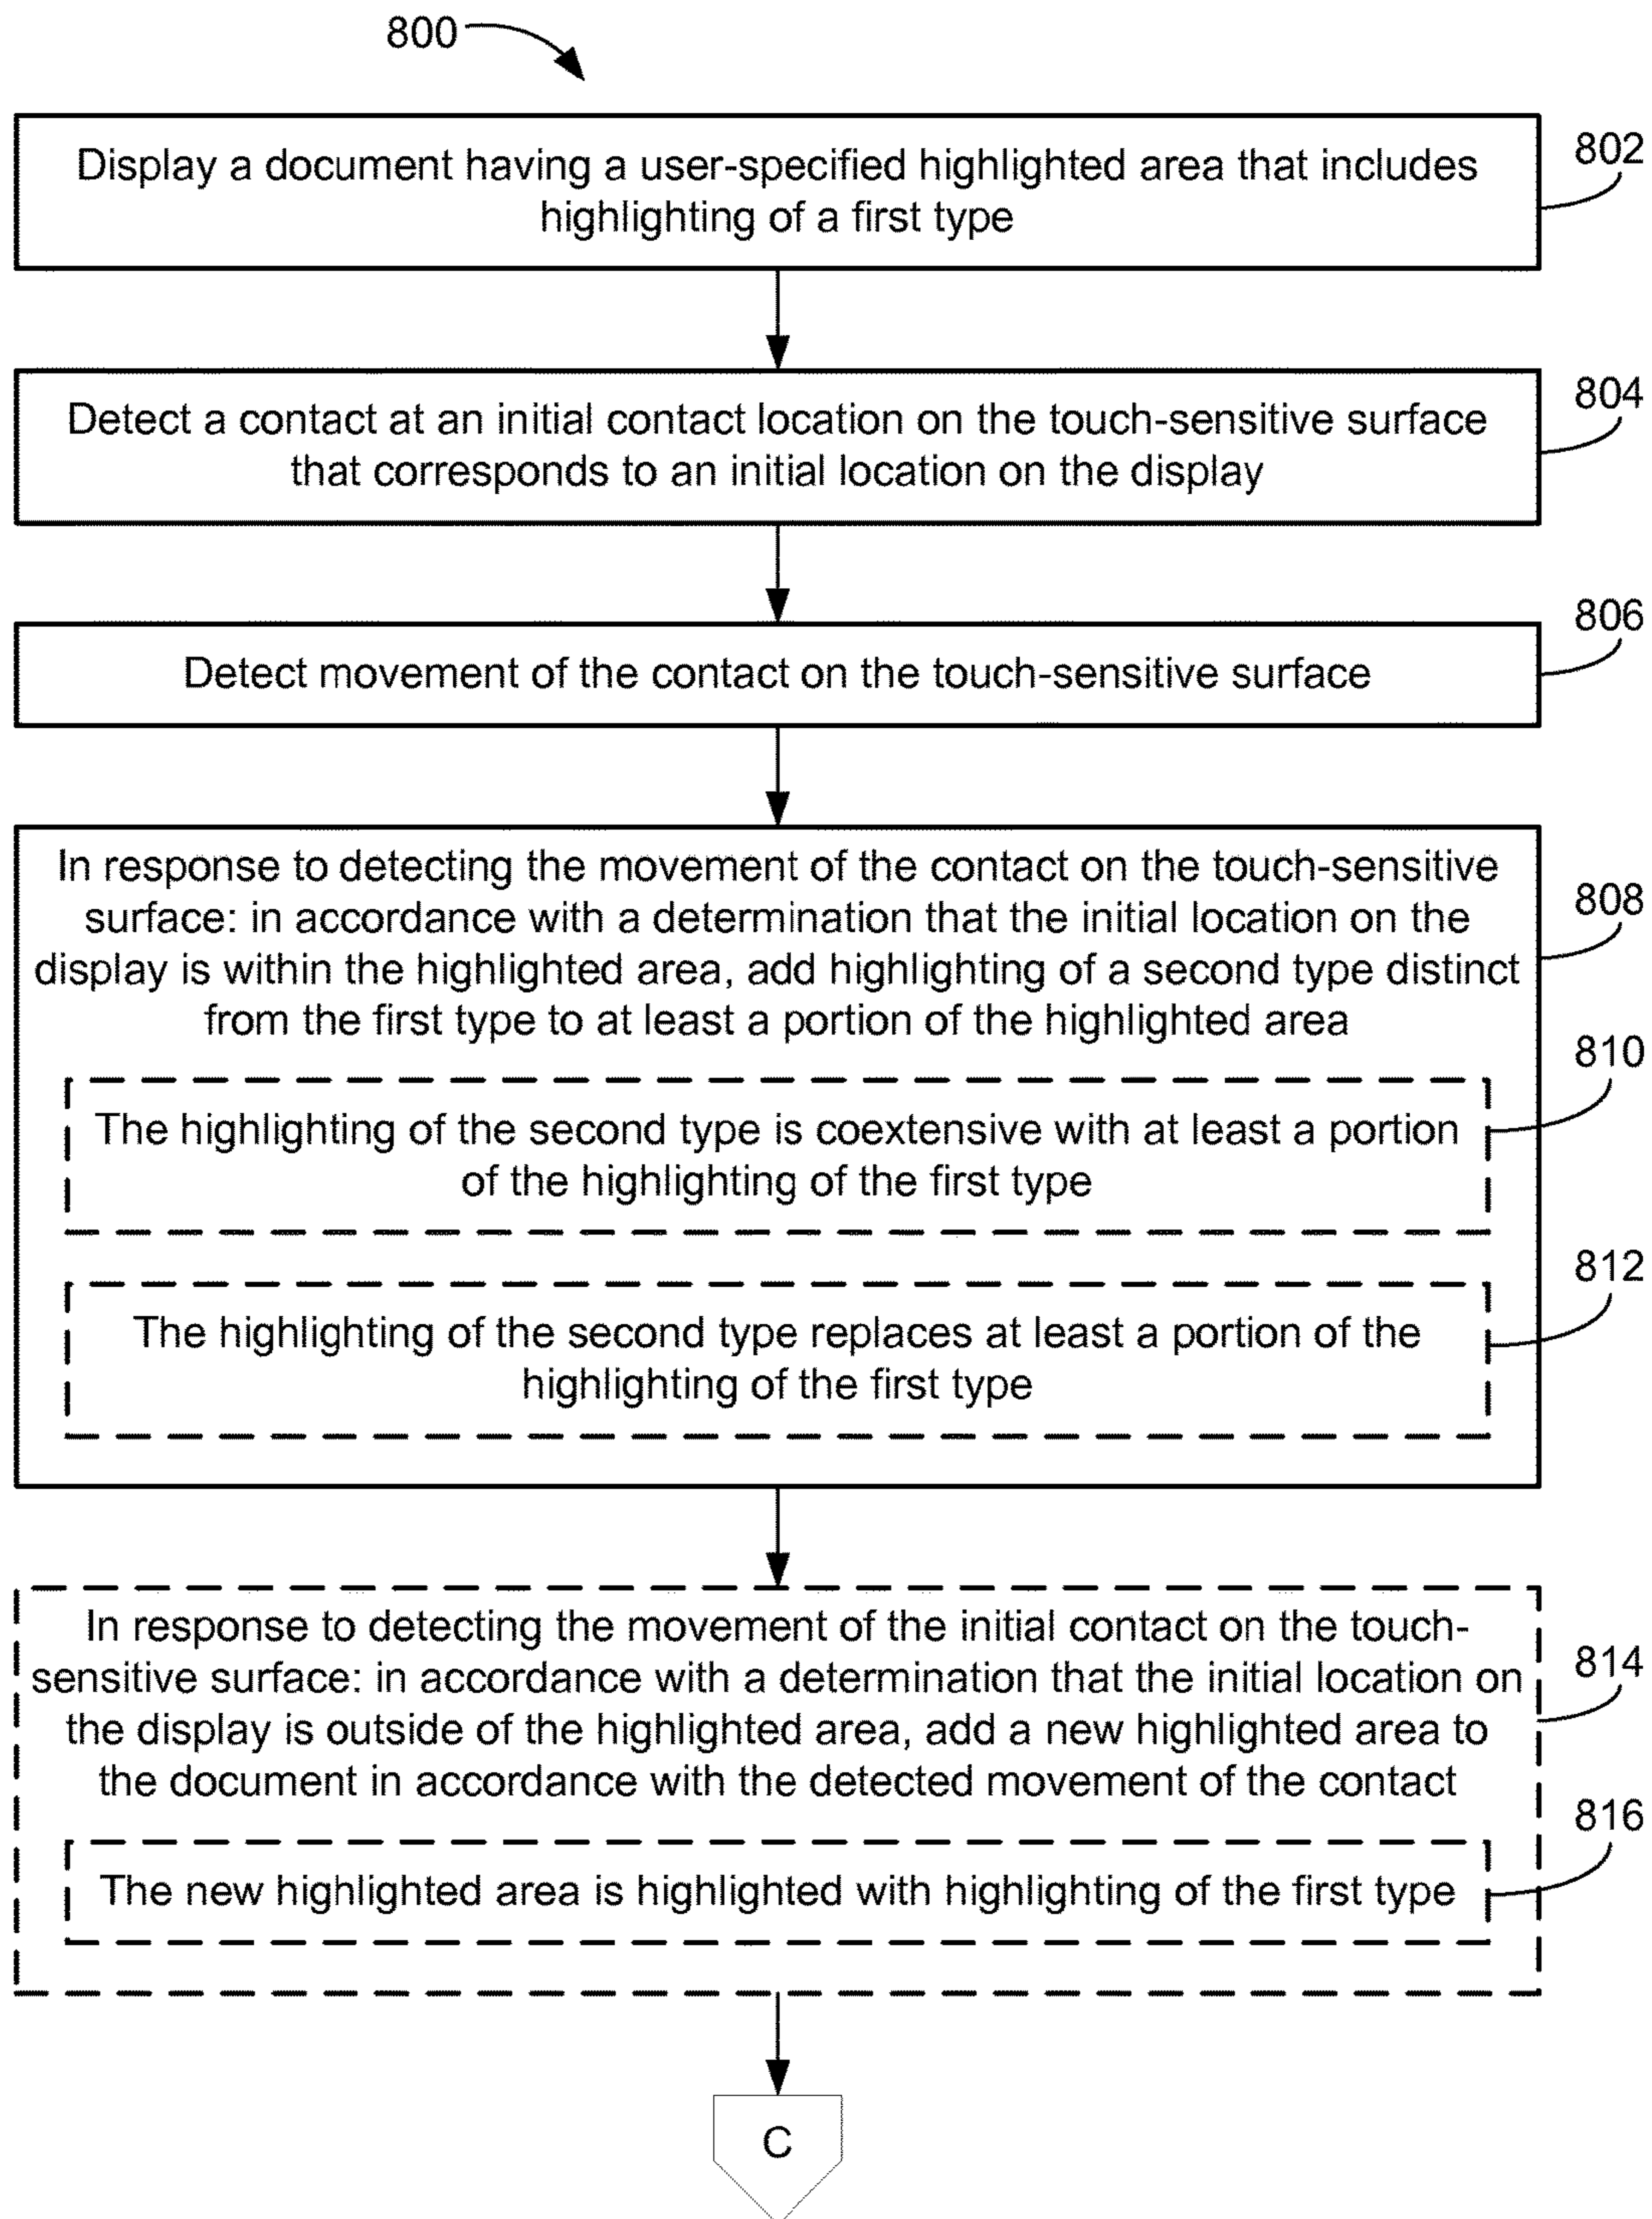 800
Display a document having a user-specified highlighted area that includes
highlighting of a first type
802
Detect a contact at an initial contact location on the touch-sensitive surface
that corresponds to an initial location on the display
804
Detect movement of the contact on the touch-sensitive surface
806
In response to detecting the movement of the contact on the touch-sensitive
surface: in accordance with a determination that the initial location on the
display is within the highlighted area, add highlighting of a second type distinct
from the first type to at least a portion of the highlighted area
808
The highlighting of the second type is coextensive with at least a portion
of the highlighting of the first type
810
The highlighting of the second type replaces at least a portion of the
highlighting of the first type
812
In response to detecting the movement of the initial contact on the touch-
sensitive surface: in accordance with a determination that the initial location on
the display is outside of the highlighted area, add a new highlighted area to
the document in accordance with the detected movement of the contact
814
The new highlighted area is highlighted with highlighting of the first type
816
C